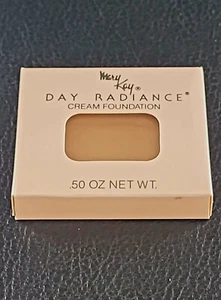 Mary
Kay®
DAY RADIANCE®
CREAM FOUNDATION
.50 OZ NET WT.